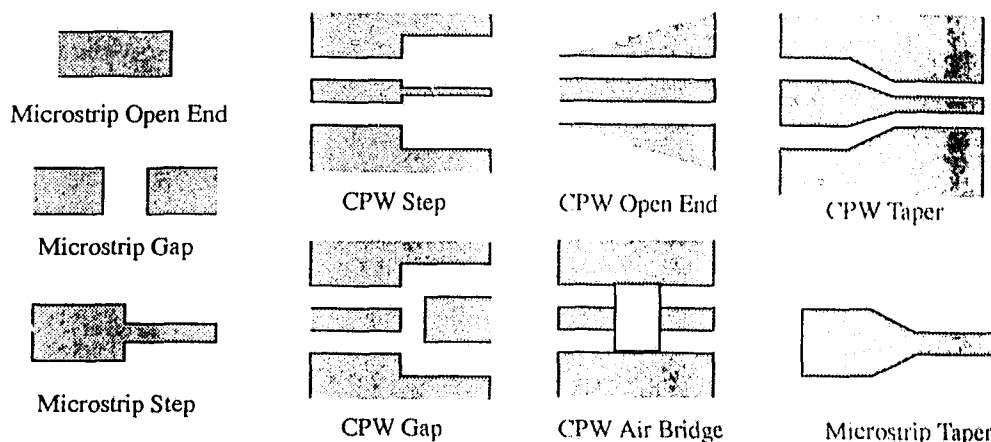 Microstrip Open End
Microstrip Gap
Microstrip Step
CPW Step
CPW Gap
CPW Open End
CPW Air Bridge
CPW Taper
Microstrip Taper